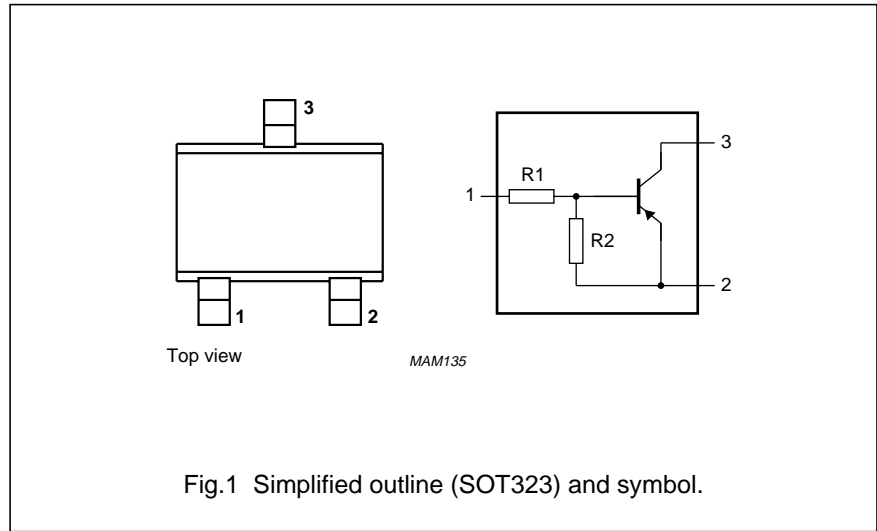 3
1
2
Top view
MAM135
1
R1
R2
3
2
Fig.1 Simplified outline (SOT323) and symbol.